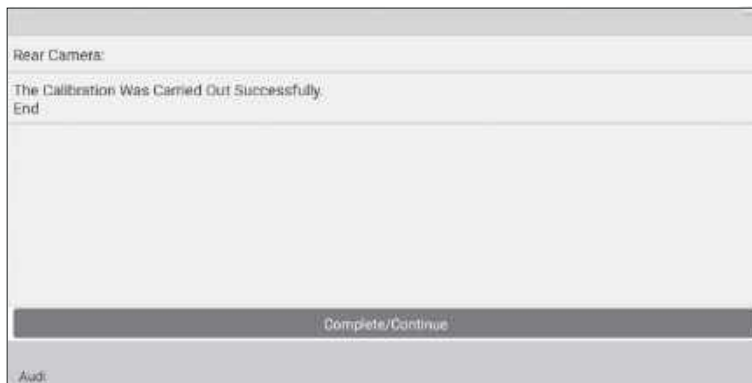 Rear Camera:
The Calibration Was Carried Out Successfully.
End
Complete/Continue
Audi